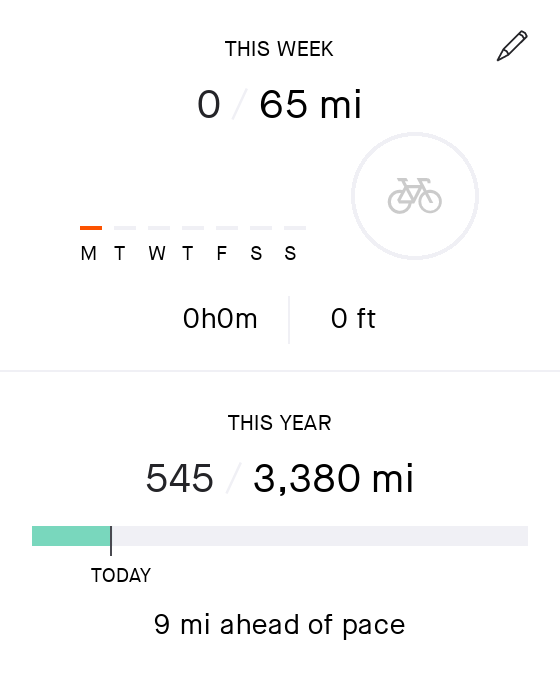 THIS WEEK
0 / 65 mi
M T W T F S S
0h0m 0 ft
THIS YEAR
545 / 3,380 mi
TODAY
9 mi ahead of pace